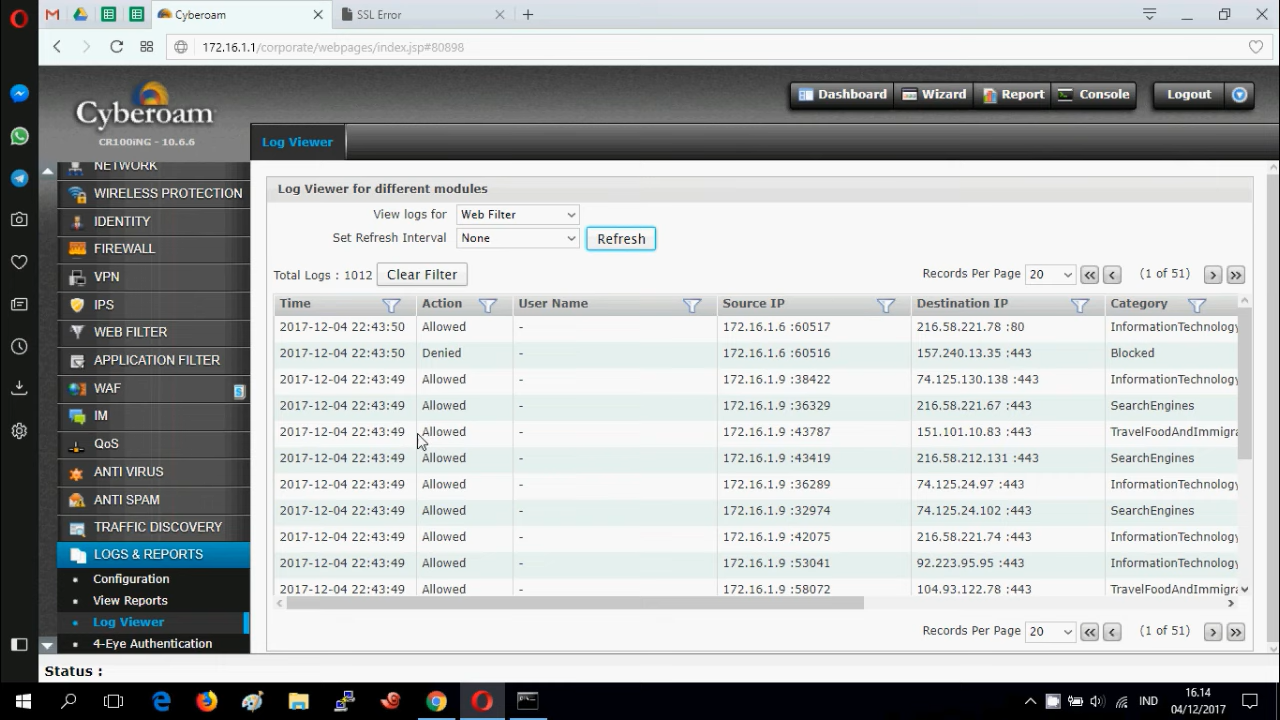 Cyberoam
SSL Error
172.16.1.1/corporate/webpages/index.jsp#80898
Cyberoam
CR100iNG - 10.6.6
Dashboard
Wizard
Report
Console
Logout
Log Viewer
NETWORK
WIRELESS PROTECTION
IDENTITY
FIREWALL
VPN
IPS
WEB FILTER
APPLICATION FILTER
WAF
IM
QoS
ANTI VIRUS
ANTI SPAM
TRAFFIC DISCOVERY
LOGS & REPORTS
Configuration
View Reports
Log Viewer
4-Eye Authentication
Log Viewer for different modules
View logs for Web Filter
Set Refresh Interval None Refresh
Total Logs : 1012 Clear Filter Records Per Page 20 (1 of 51)
Time Action User Name Source IP Destination IP Category
2017-12-04 22:43:50 Allowed - 172.16.1.6 :60517 216.58.221.78 :80 InformationTechnology
2017-12-04 22:43:50 Denied - 172.16.1.6 :60516 157.240.13.35 :443 Blocked
2017-12-04 22:43:49 Allowed - 172.16.1.9 :38422 74.125.130.138 :443 InformationTechnology
2017-12-04 22:43:49 Allowed - 172.16.1.9 :36329 216.58.221.67 :443 SearchEngines
2017-12-04 22:43:49 Allowed - 172.16.1.9 :43787 151.101.10.83 :443 TravelFoodAndImmigra
2017-12-04 22:43:49 Allowed - 172.16.1.9 :43419 216.58.212.131 :443 SearchEngines
2017-12-04 22:43:49 Allowed - 172.16.1.9 :36289 74.125.24.97 :443 InformationTechnology
2017-12-04 22:43:49 Allowed - 172.16.1.9 :32974 74.125.24.102 :443 SearchEngines
2017-12-04 22:43:49 Allowed - 172.16.1.9 :42075 216.58.221.74 :443 InformationTechnology
2017-12-04 22:43:49 Allowed - 172.16.1.9 :53041 92.223.95.95 :443 InformationTechnology
2017-12-04 22:43:49 Allowed - 172.16.1.9 :58072 104.93.122.78 :443 TravelFoodAndImmigra
Records Per Page 20 (1 of 51)
Status :
IND
16.14
04/12/2017